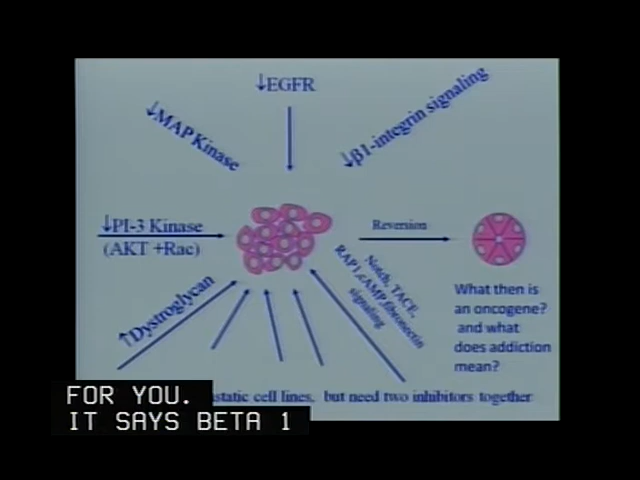 ↓EGFR
↓MAP Kinase
↓β1-integrin signaling
↓PI-3 Kinase
(AKT +Rac)
Reversion
↑Dystroglycan
Notch, TACE,
RAP1,cAMP,fibronectin
signaling
What then is
an oncogene?
and what
does addiction
mean?
static cell lines, but need two inhibitors together
FOR YOU.
IT SAYS BETA 1